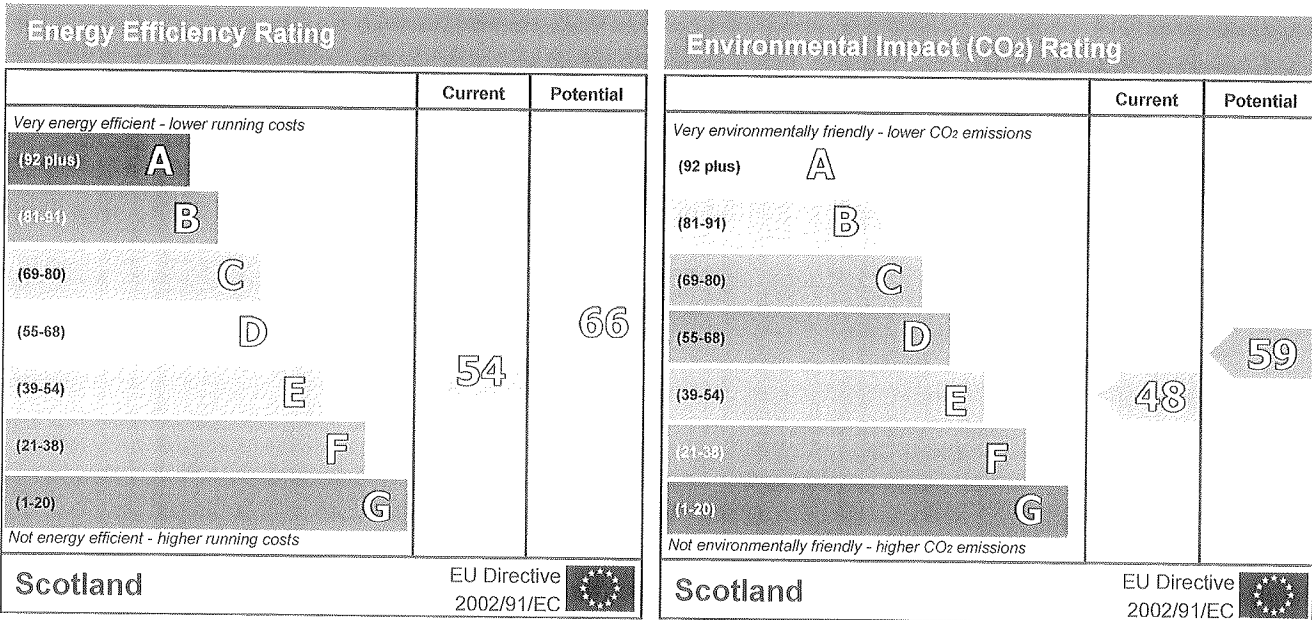 Energy Efficiency Rating
Current Potential
Very energy efficient - lower running costs
(92 plus) A
(81-91) B
(69-80) C
(55-68) D
66
(39-54) E
54
(21-38) F
(1-20) G
Not energy efficient - higher running costs
Scotland
EU Directive
2002/91/EC
Environmental Impact (CO2) Rating
Current Potential
Very environmentally friendly - lower CO2 emissions
(92 plus) A
(81-91) B
(69-80) C
(55-68) D
59
(39-54) E
48
(21-38) F
(1-20) G
Not environmentally friendly - higher CO2 emissions
Scotland
EU Directive
2002/91/EC